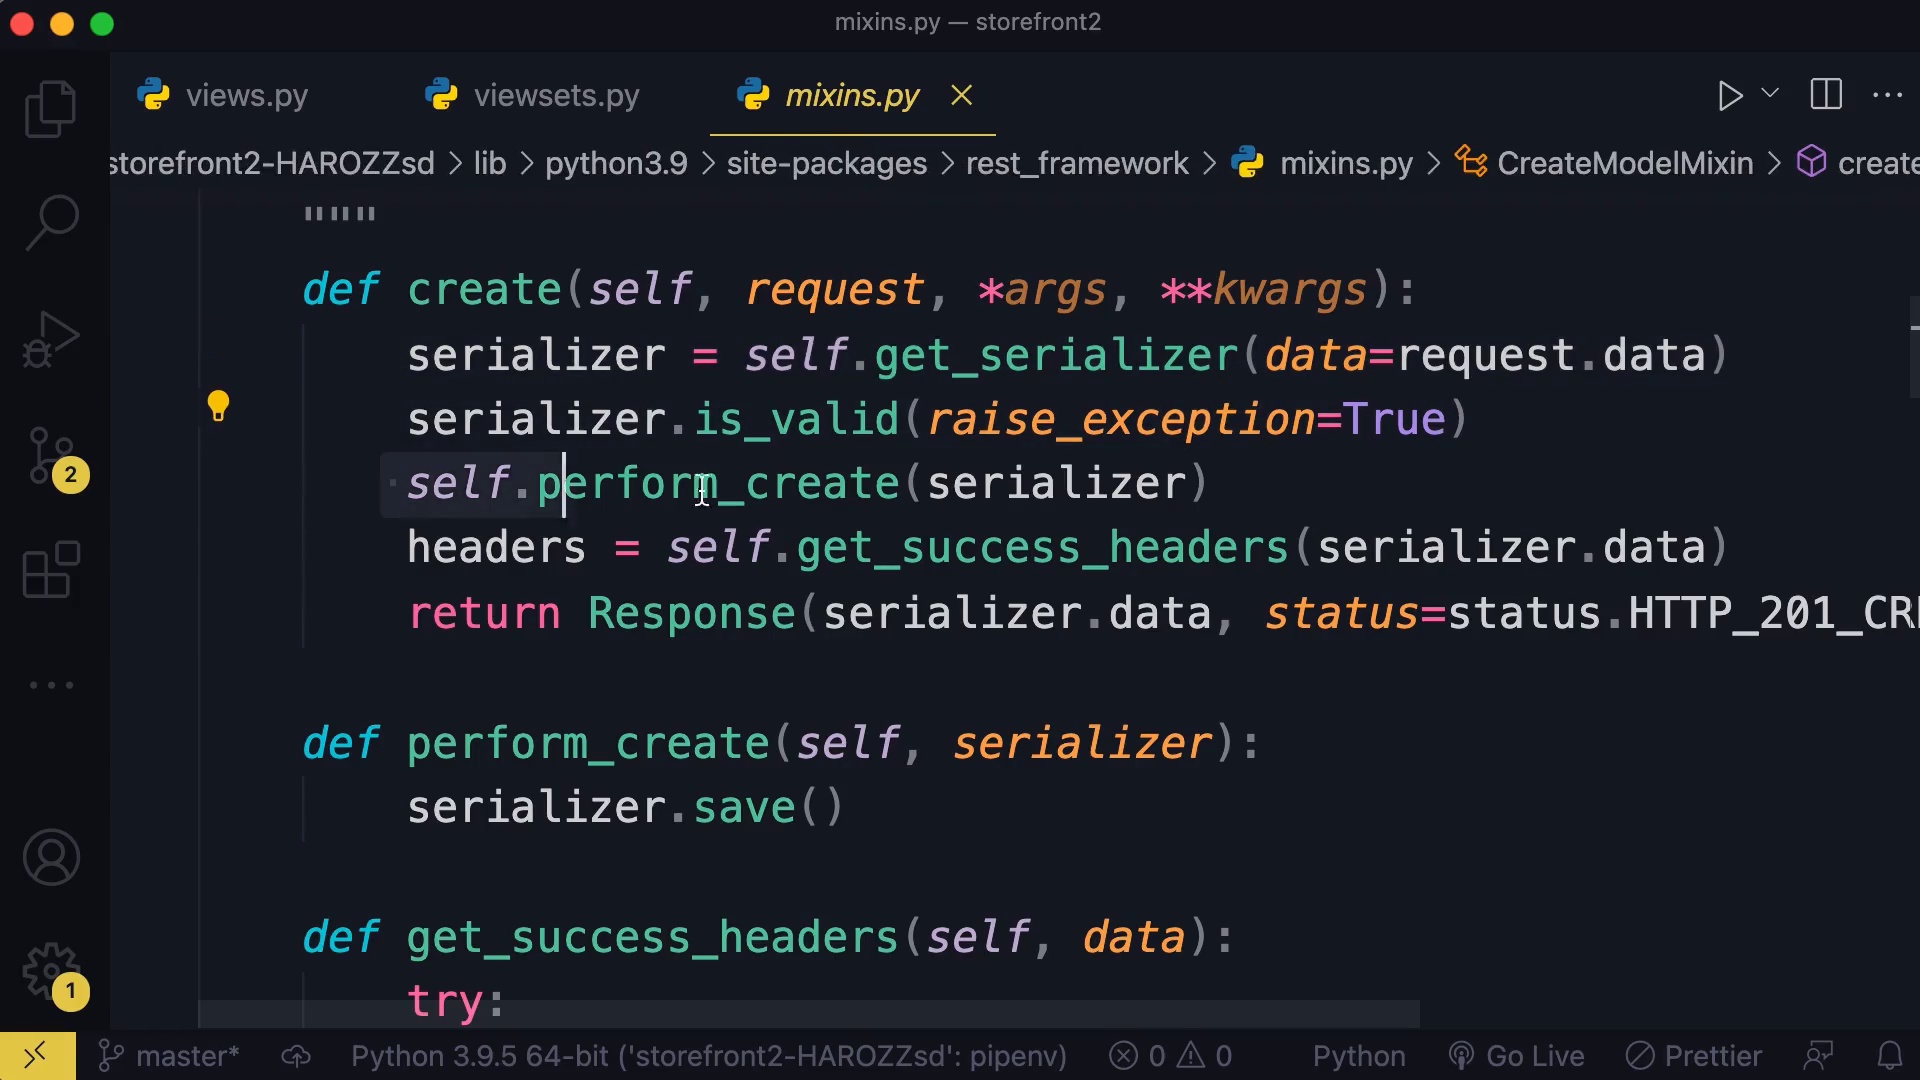 mixins.py — storefront2
views.py viewsets.py mixins.py
storefront2-HAROZZsd > lib > python3.9 > site-packages > rest_framework > mixins.py > CreateModelMixin > create
"""
def create(self, request, *args, **kwargs):
serializer = self.get_serializer(data=request.data)
serializer.is_valid(raise_exception=True)
self.perform_create(serializer)
headers = self.get_success_headers(serializer.data)
return Response(serializer.data, status=status.HTTP_201_CR
def perform_create(self, serializer):
serializer.save()
def get_success_headers(self, data):
try:
2
1
master* Python 3.9.5 64-bit ('storefront2-HAROZZsd': pipenv) 0 0 Python Go Live Prettier